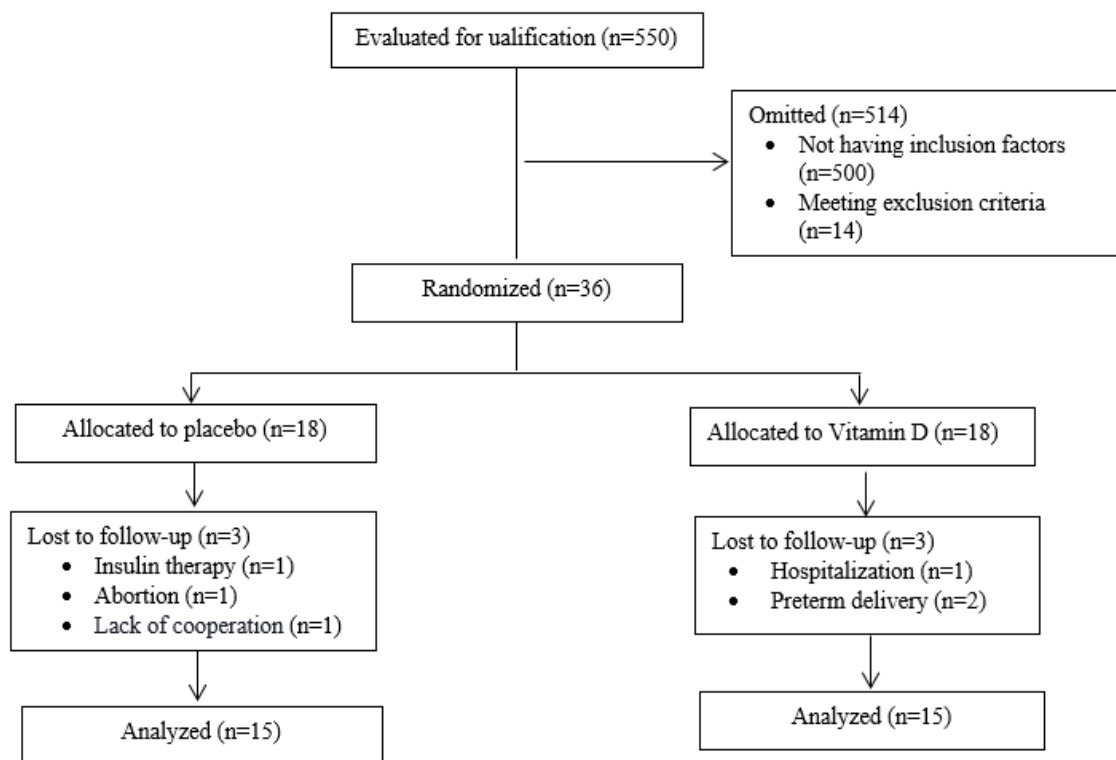 Evaluated for ualification (n=550)
Omitted (n=514)
• Not having inclusion factors
(n=500)
• Meeting exclusion criteria
(n=14)
Randomized (n=36)
Allocated to placebo (n=18)
Allocated to Vitamin D (n=18)
Lost to follow-up (n=3)
• Insulin therapy (n=1)
• Abortion (n=1)
• Lack of cooperation (n=1)
Lost to follow-up (n=3)
• Hospitalization (n=1)
• Preterm delivery (n=2)
Analyzed (n=15)
Analyzed (n=15)